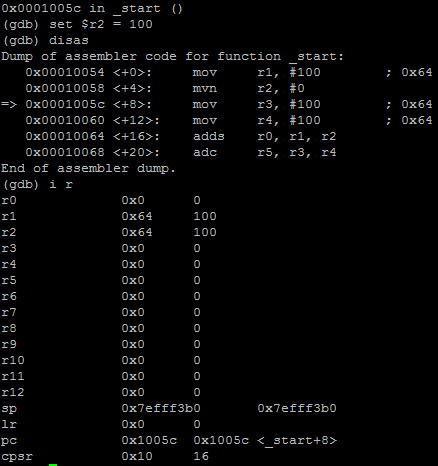 0x0001005c in _start ()
(gdb) set $r2 = 100
(gdb) disas
Dump of assembler code for function _start:
   0x00010054 <+0>:     mov     r1, #100        ; 0x64
   0x00010058 <+4>:     mvn     r2, #0
=> 0x0001005c <+8>:     mov     r3, #100        ; 0x64
   0x00010060 <+12>:    mov     r4, #100        ; 0x64
   0x00010064 <+16>:    adds    r0, r1, r2
   0x00010068 <+20>:    adc     r5, r3, r4
End of assembler dump.
(gdb) i r
r0             0x0      0
r1             0x64     100
r2             0x64     100
r3             0x0      0
r4             0x0      0
r5             0x0      0
r6             0x0      0
r7             0x0      0
r8             0x0      0
r9             0x0      0
r10            0x0      0
r11            0x0      0
r12            0x0      0
sp             0x7efff3b0       0x7efff3b0
lr             0x0      0
pc             0x1005c  0x1005c <_start+8>
cpsr           0x10     16